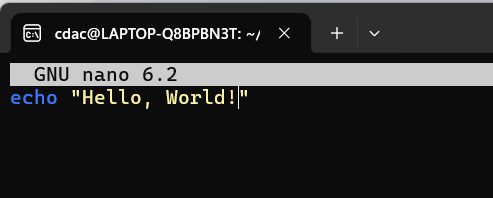 cdac@LAPTOP-Q8BPBN3T: ~/
GNU nano 6.2
echo "Hello, World!"